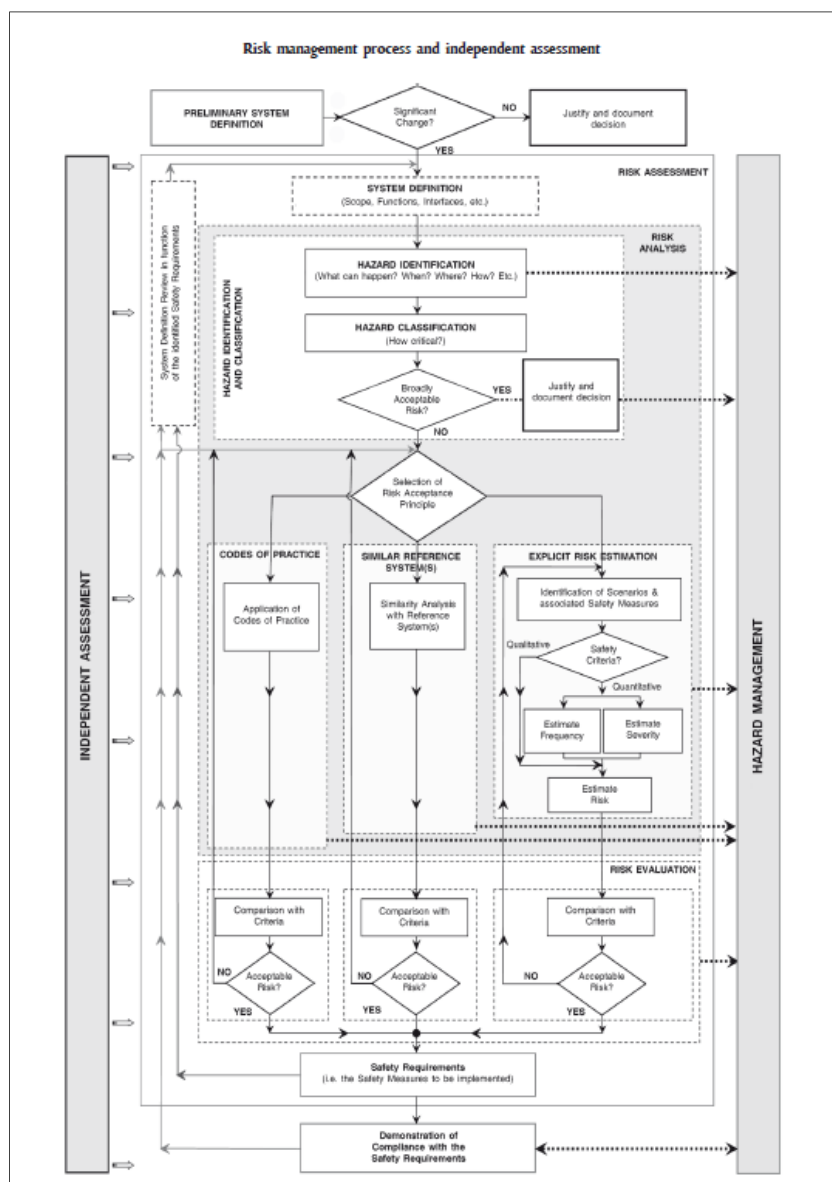 Risk management process and independent assessment
PRELIMINARY SYSTEM
DEFINITION
Significant
Change?
NO
Justify and document
decision
YES
RISK ASSESSMENT
SYSTEM DEFINITION
(Scope, Functions, Interfaces, etc.)
System Definition Review in function
of the identified Safety Requirements
RISK
ANALYSIS
HAZARD IDENTIFICATION
AND CLASSIFICATION
HAZARD IDENTIFICATION
(What can happen? When? Where? How? Etc.)
HAZARD CLASSIFICATION
(How critical?)
Broadly
Acceptable
Risk?
YES
Justify and
document decision
NO
Selection of
Risk Acceptance
Principle
CODES OF PRACTICE
Application of
Codes of Practice
SIMILAR REFERENCE
SYSTEM(S)
Similarity Analysis
with Reference
System(s)
EXPLICIT RISK ESTIMATION
Identification of Scenarios &
associated Safety Measures
Qualitative
Safety
Criteria?
Quantitative
Estimate
Frequency
Estimate
Severity
Estimate
Risk
INDEPENDENT ASSESSMENT
HAZARD MANAGEMENT
RISK EVALUATION
Comparison with
Criteria
Comparison with
Criteria
Comparison with
Criteria
NO
Acceptable
Risk?
YES
NO
Acceptable
Risk?
YES
NO
Acceptable
Risk?
YES
Safety Requirements
(i.e. the Safety Measures to be implemented)
Demonstration of
Compliance with the
Safety Requirements